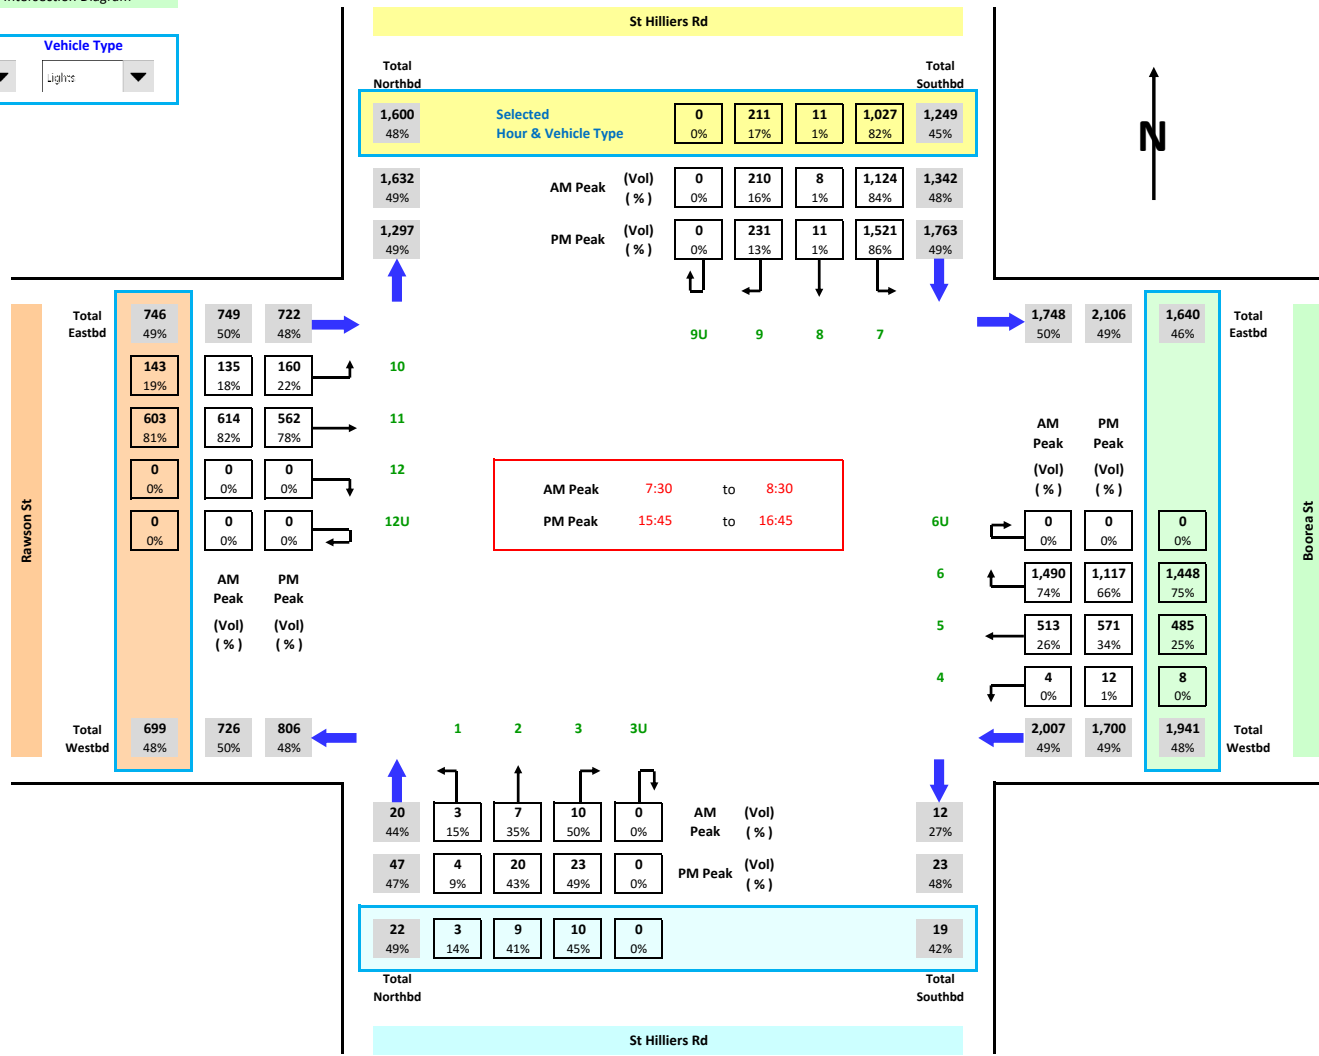 Intersection Diagram
Vehicle Type
Lights
St Hilliers Rd
Total
Northbd
Total
Southbd
1,600
48%
Selected
Hour & Vehicle Type
0
0%
211
17%
11
1%
1,027
82%
1,249
45%
N
1,632
49%
AM Peak
(Vol)
( % )
0
0%
210
16%
8
1%
1,124
84%
1,342
48%
1,297
49%
PM Peak
(Vol)
( % )
0
0%
231
13%
11
1%
1,521
86%
1,763
49%
9U 9 8 7
Total
Eastbd
746
49%
749
50%
722
48%
143
19%
135
18%
160
22%
10
603
81%
614
82%
562
78%
11
0
0%
0
0%
0
0%
12
0
0%
0
0%
0
0%
12U
AM
Peak
(Vol)
( % )
PM
Peak
(Vol)
( % )
Rawson St
Total
Westbd
699
48%
726
50%
806
48%
AM Peak 7:30 to 8:30
PM Peak 15:45 to 16:45
1,748
50%
2,106
49%
1,640
46%
Total
Eastbd
AM
Peak
(Vol)
( % )
PM
Peak
(Vol)
( % )
6U
0
0%
0
0%
0
0%
6
1,490
74%
1,117
66%
1,448
75%
5
513
26%
571
34%
485
25%
4
4
0%
12
1%
8
0%
2,007
49%
1,700
49%
1,941
48%
Total
Westbd
Boorea St
1 2 3 3U
20
44%
3
15%
7
35%
10
50%
0
0%
AM
Peak
(Vol)
( % )
12
27%
47
47%
4
9%
20
43%
23
49%
0
0%
PM Peak
(Vol)
( % )
23
48%
22
49%
3
14%
9
41%
10
45%
0
0%
19
42%
Total
Northbd
Total
Southbd
St Hilliers Rd